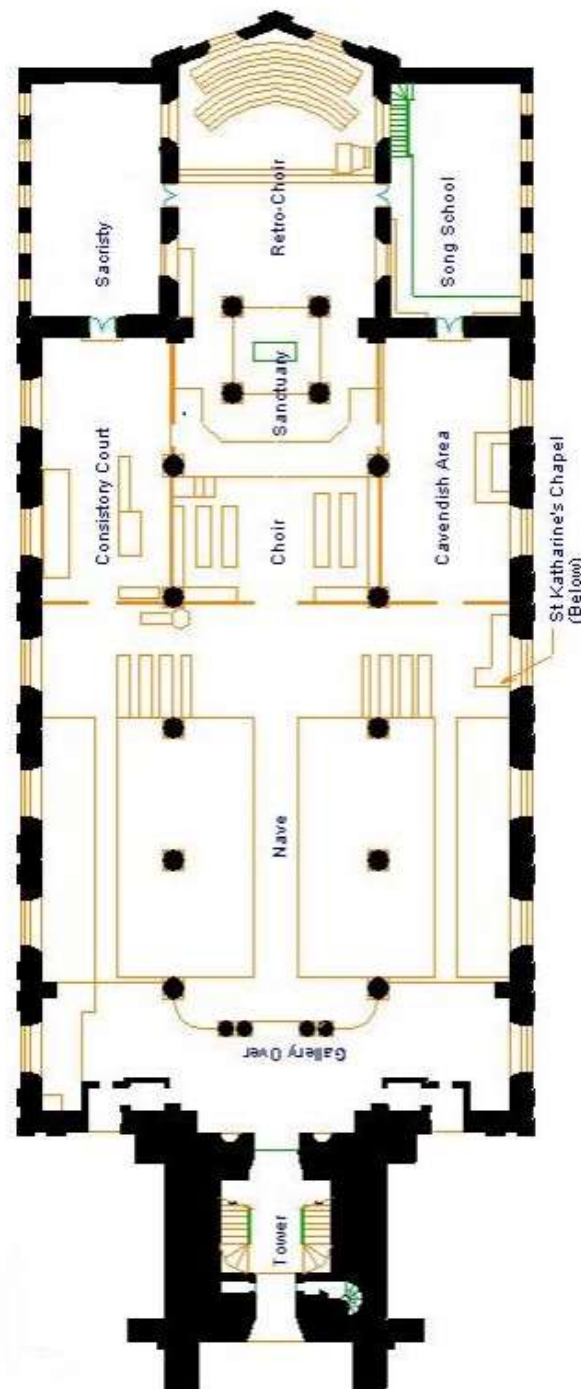 Sacristy
Retro-Choir
Song School
Sanctuary
Consistory Court
Choir
Cavendish Area
St Katharine's Chapel
(Below)
Nave
Gallery Over
Tower